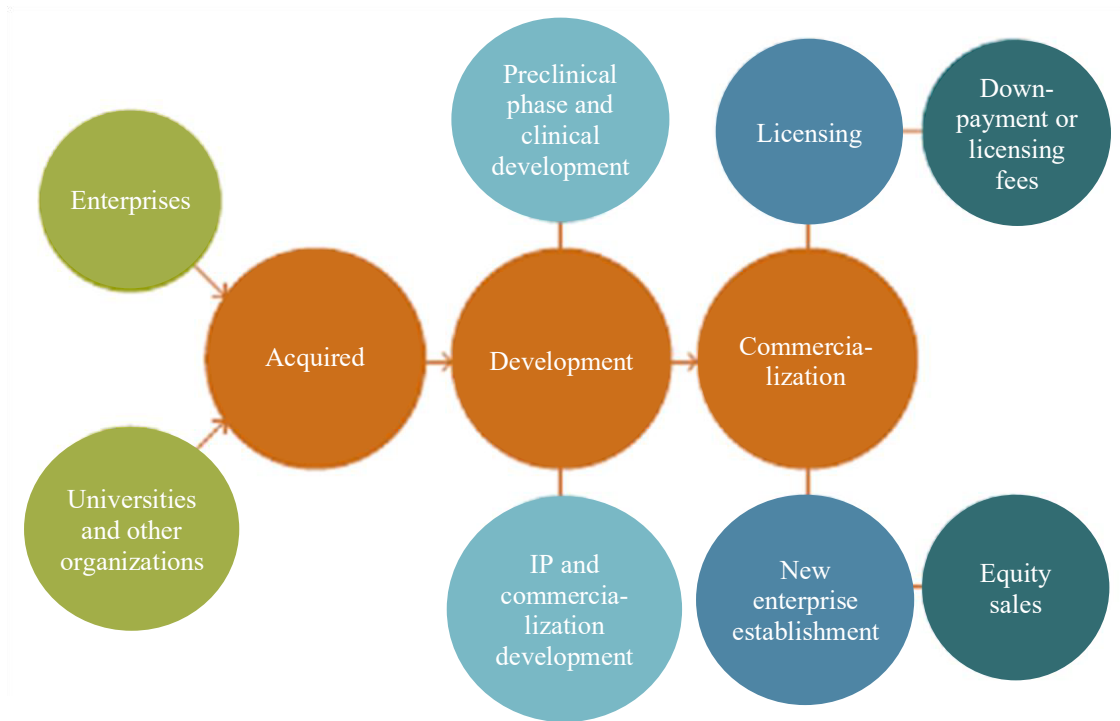 Enterprises
Universities
and other
organizations
Acquired
Preclinical
phase and
clinical
development
Development
IP and
commercia-
lization
development
Licensing
Commercia-
lization
New
enterprise
establishment
Down-
payment or
licensing
fees
Equity
sales